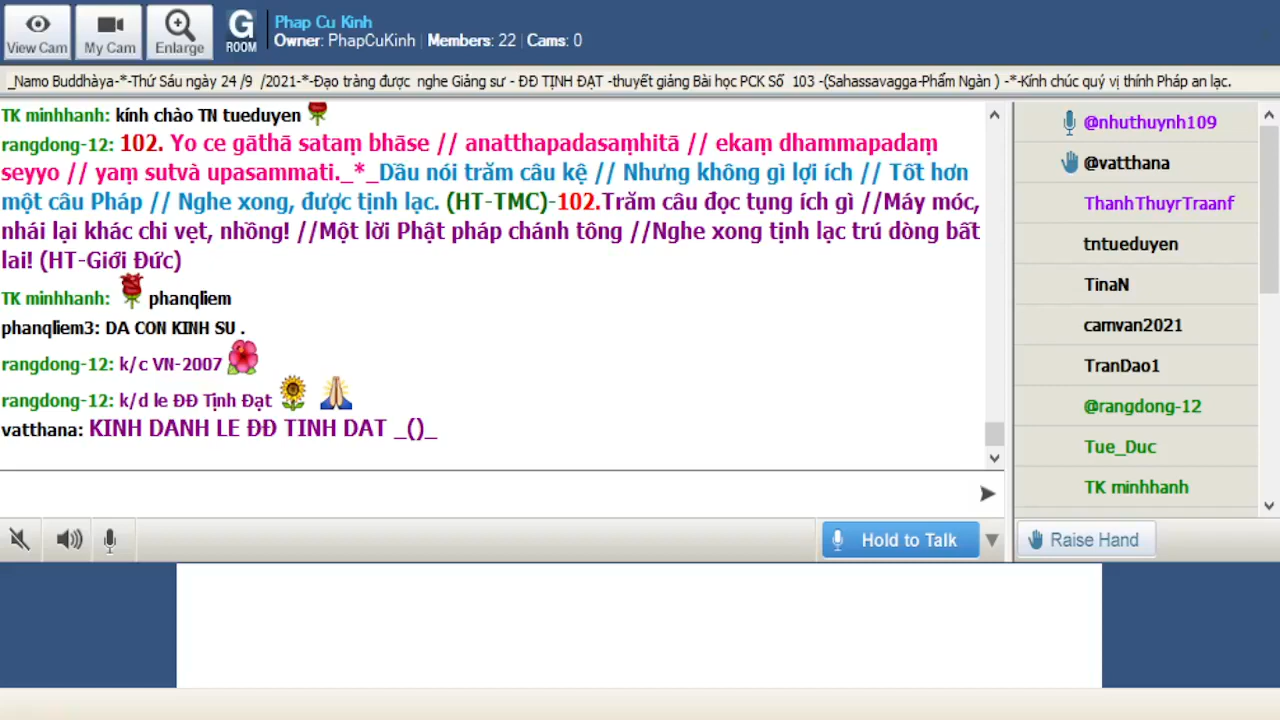 View Cam
My Cam
Enlarge
G
ROOM
Phap Cu Kinh
Owner: PhapCuKinh | Members: 22 | Cams: 0
_Namo Buddhàya-*-Thứ Sáu ngày 24 /9 /2021-*-Đạo tràng được nghe Giảng sư - ĐĐ TỊNH ĐẠT -thuyết giảng Bài học PCK Số 103 -(Sahassavagga-Phẩm Ngàn ) -*-Kính chúc quý vị thính Pháp an lạc.
TK minhhanh: kính chào TN tueduyen
rangdong-12: 102. Yo ce gāthā sataṃ bhāse // anatthapadasaṃhitā // ekaṃ dhammapadaṃ
seyyo // yaṃ sutvà upasammati._*_Dầu nói trăm câu kệ // Nhưng không gì lợi ích // Tốt hơn
một câu Pháp // Nghe xong, được tịnh lạc. (HT-TMC)-102.Trăm câu đọc tụng ích gì //Máy móc,
nhái lại khác chi vẹt, nhồng! //Một lời Phật pháp chánh tông //Nghe xong tịnh lạc trú dòng bất
lai! (HT-Giới Đức)
TK minhhanh: phanqliem
phanqliem3: DA CON KINH SU .
rangdong-12: k/c VN-2007
rangdong-12: k/d le ĐĐ Tịnh Đạt
vatthana: KINH DANH LE ĐĐ TINH DAT _()_
@nhuthuynh109
@vatthana
ThanhThuyrTraanf
tntueduyen
TinaN
camvan2021
TranDao1
@rangdong-12
Tue_Duc
TK minhhanh
Hold to Talk
Raise Hand